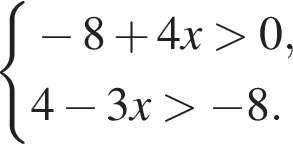 − 8 + 4x > 0,
4 − 3x > −8.